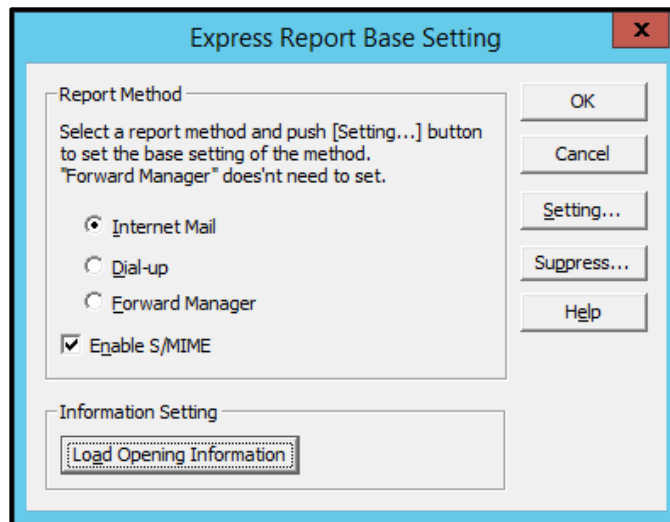 Express Report Base Setting
x
Report Method
Select a report method and push [Setting...] button
to set the base setting of the method.
"Forward Manager" does'nt need to set.
Internet Mail
Dial-up
Forward Manager
Enable S/MIME
Information Setting
Load Opening Information
OK
Cancel
Setting...
Suppress...
Help